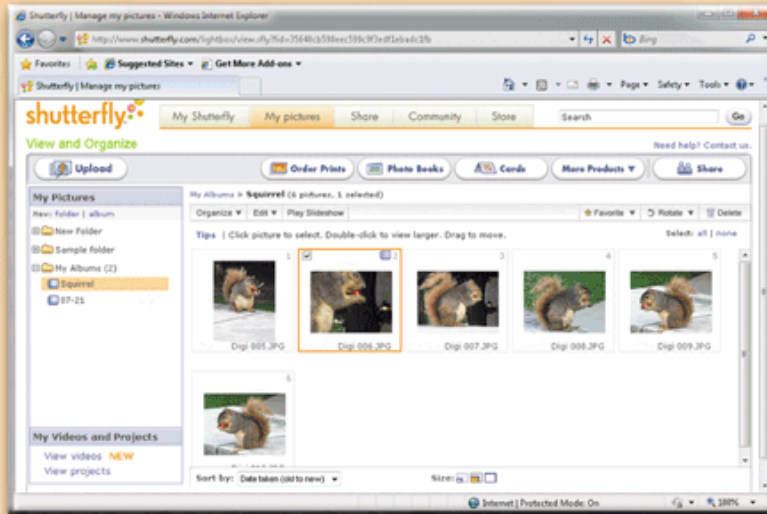 Shutterfly | Manage my pictures - Windows Internet Explorer
Bing
Favorites Suggested Sites ▾ Get More Add-ons ▾
Shutterfly | Manage my pictures Page ▾ Safety ▾ Tools ▾
shutterfly My Shutterfly My pictures Share Community Store Search Go
View and Organize Need help? Contact us.
Upload Order Prints Photo Books Cards More Products ▼ Share
My Pictures My Albums > Squirrel (6 pictures, 1 selected)
New: folder | album Organize ▼ Edit ▼ Play Slideshow Favorite ▼ Rotate ▼ Delete
New Folder Tips | Click picture to select. Double-click to view larger. Drag to move. Select: all | none
Sample folder 1 2 3 4 5
My Albums (2)
Squirrel
07-21
Digi 005.JPG Digi 006.JPG Digi 007.JPG Digi 008.JPG Digi 009.JPG
6
My Videos and Projects
View videos NEW
View projects Sort by: Date taken (old to new) Size:
Internet | Protected Mode: On 100%